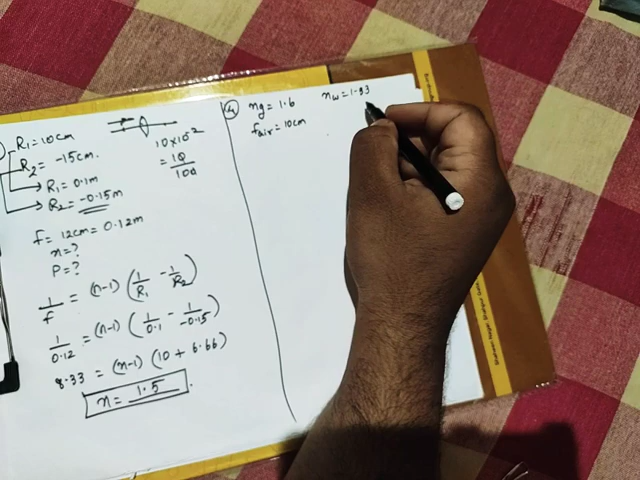 R₁ = 10cm
R₂ = -15cm.
→ R₁ = 0.1m
→ R₂ = -0.15m
10×10⁻²
= 10/100
f = 12cm = 0.12m
n = ?
P = ?
1/f = (n-1) (1/R₁ - 1/R₂)
1/0.12 = (n-1) (1/0.1 - 1/-0.15)
8.33 = (n-1) (10 + 6.66)
n = 1.5
4) ng = 1.6 nw = 1.33
fair = 10cm